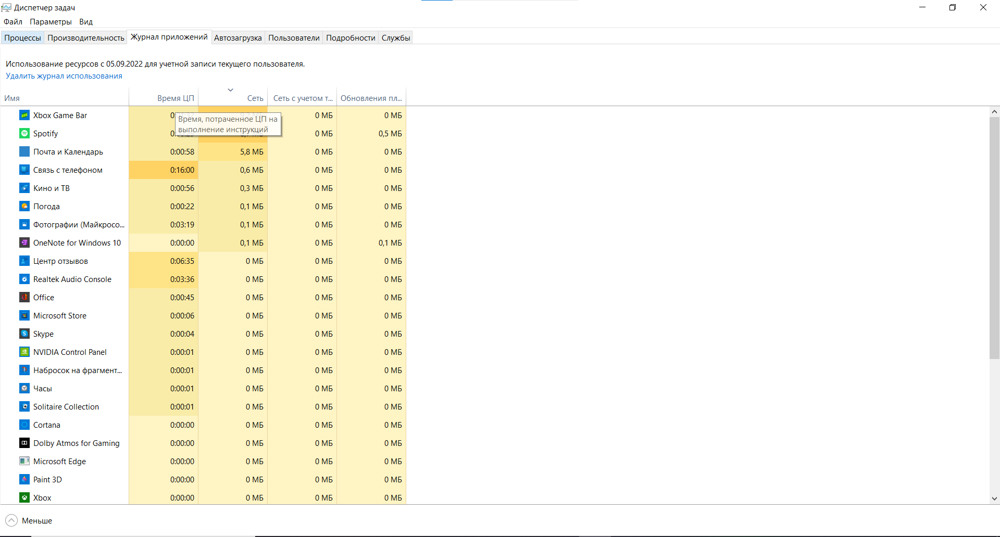 Диспетчер задач
Файл Параметры Вид
Процессы Производительность Журнал приложений Автозагрузка Пользователи Подробности Службы
Использование ресурсов с 05.09.2022 для учетной записи текущего пользователя.
Удалить журнал использования
Имя Время ЦП Сеть Сеть с учетом т... Обновления пл...
Xbox Game Bar 0 МБ 0 МБ
Время, потраченное ЦП на
выполнение инструкций
Spotify 0 МБ 0,5 МБ
Почта и Календарь 0:00:58 5,8 МБ 0 МБ 0 МБ
Связь с телефоном 0:16:00 0,6 МБ 0 МБ 0 МБ
Кино и ТВ 0:00:56 0,3 МБ 0 МБ 0 МБ
Погода 0:00:22 0,1 МБ 0 МБ 0 МБ
Фотографии (Майкросо... 0:03:19 0,1 МБ 0 МБ 0 МБ
OneNote for Windows 10 0:00:00 0,1 МБ 0 МБ 0,1 МБ
Центр отзывов 0:06:35 0 МБ 0 МБ 0 МБ
Realtek Audio Console 0:03:36 0 МБ 0 МБ 0 МБ
Office 0:00:45 0 МБ 0 МБ 0 МБ
Microsoft Store 0:00:06 0 МБ 0 МБ 0 МБ
Skype 0:00:04 0 МБ 0 МБ 0 МБ
NVIDIA Control Panel 0:00:01 0 МБ 0 МБ 0 МБ
Набросок на фрагмент... 0:00:01 0 МБ 0 МБ 0 МБ
Часы 0:00:01 0 МБ 0 МБ 0 МБ
Solitaire Collection 0:00:01 0 МБ 0 МБ 0 МБ
Cortana 0:00:00 0 МБ 0 МБ 0 МБ
Dolby Atmos for Gaming 0:00:00 0 МБ 0 МБ 0 МБ
Microsoft Edge 0:00:00 0 МБ 0 МБ 0 МБ
Paint 3D 0:00:00 0 МБ 0 МБ 0 МБ
Xbox 0:00:00 0 МБ 0 МБ 0 МБ
Меньше